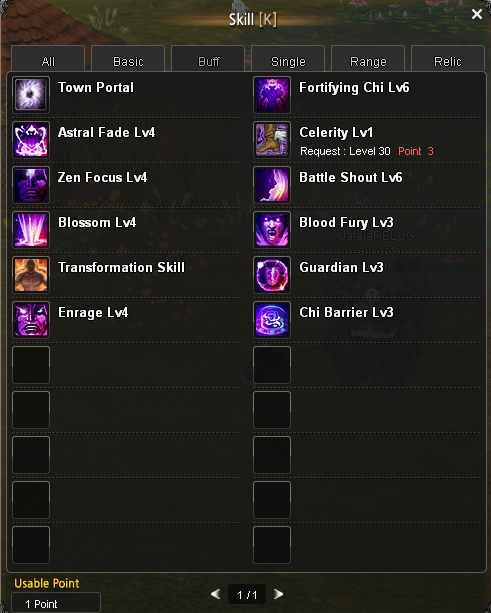 Skill [K]
All Basic Buff Single Range Relic
Town Portal
Fortifying Chi Lv6
Astral Fade Lv4
Celerity Lv1
Request : Level 30 Point 3
Zen Focus Lv4
Battle Shout Lv6
Blossom Lv4
Blood Fury Lv3
Transformation Skill
Guardian Lv3
Enrage Lv4
Chi Barrier Lv3
Usable Point
1 Point
1 / 1